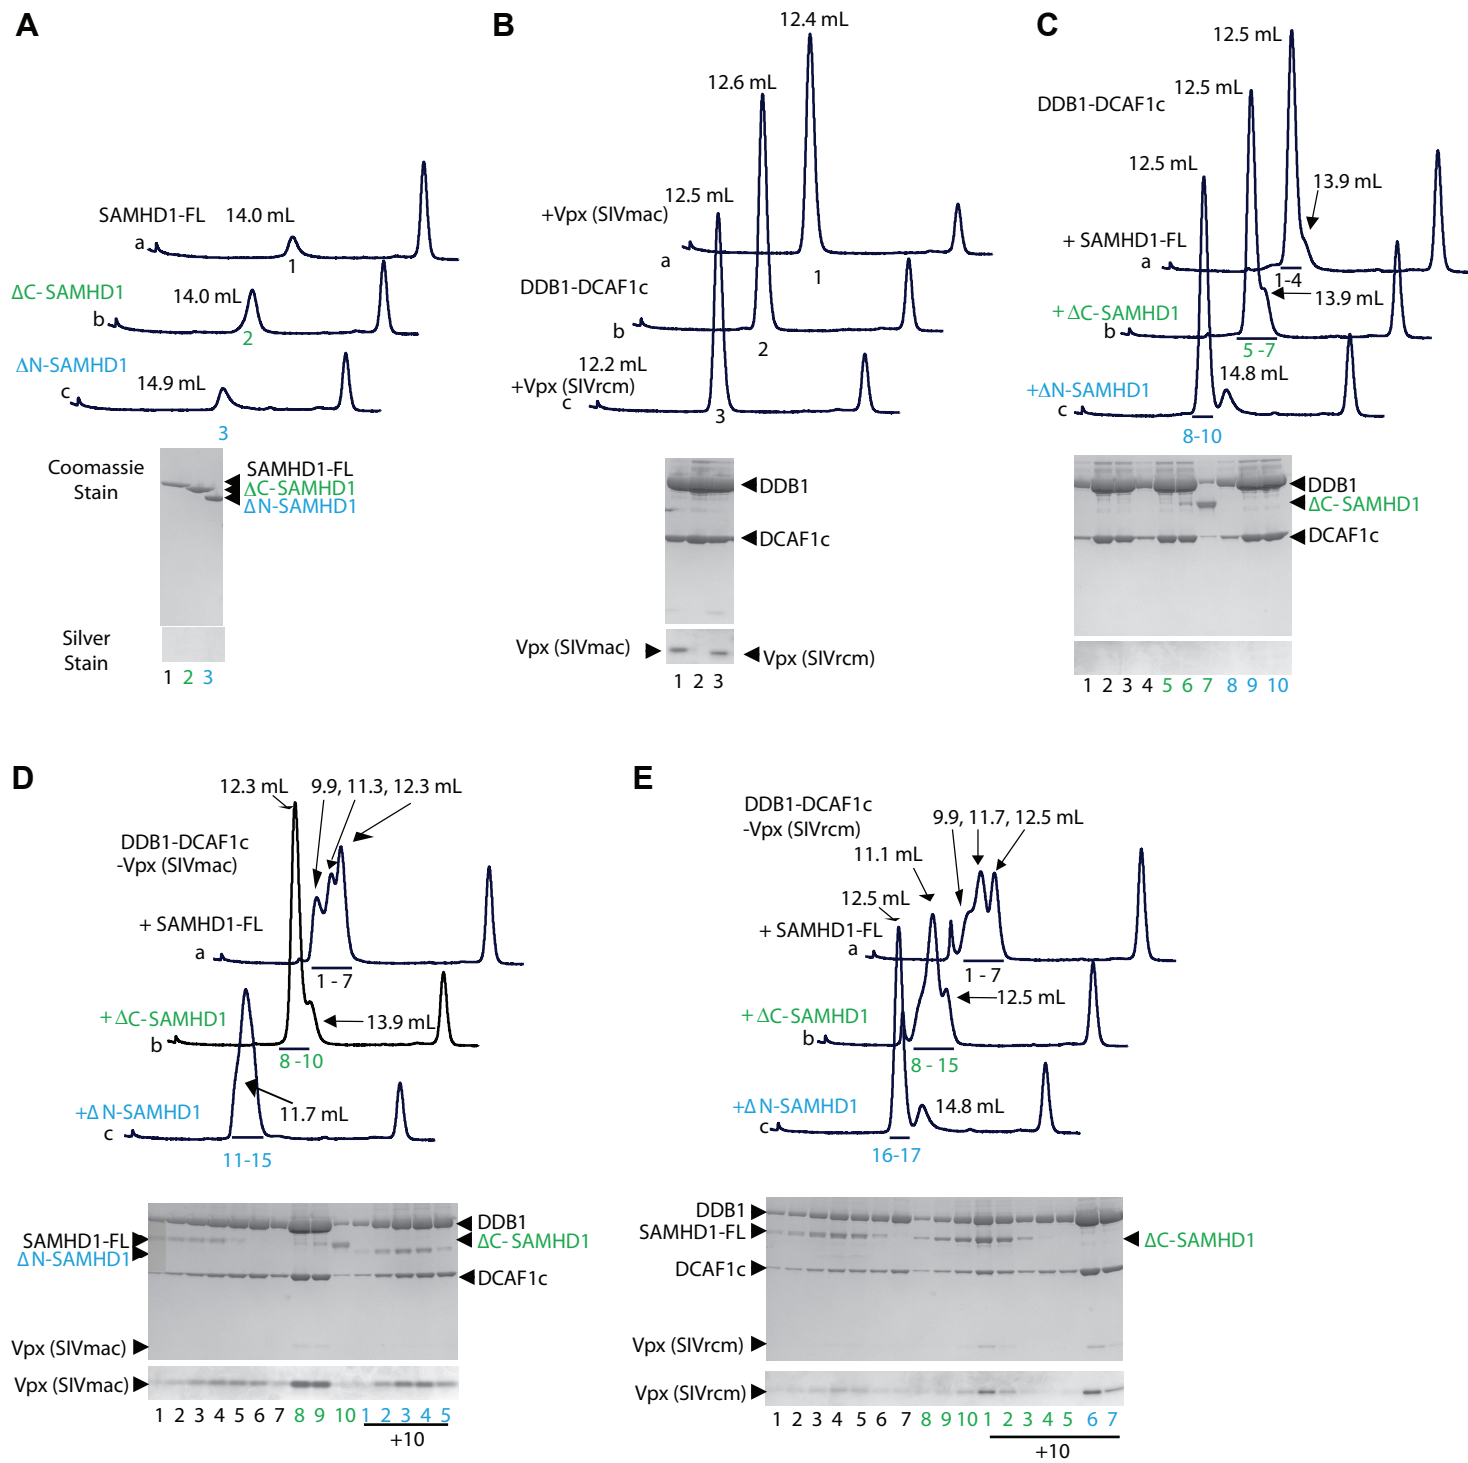 A
SAMHD1-FL
14.0 mL
a
1
ΔC-SAMHD1
14.0 mL
b
2
ΔN-SAMHD1
14.9 mL
c
3
Coomassie
Stain
SAMHD1-FL
ΔC-SAMHD1
ΔN-SAMHD1
Silver
Stain
1 2 3
B
12.4 mL
12.6 mL
12.5 mL
+Vpx (SIVmac)
a
1
DDB1-DCAF1c
b
2
12.2 mL
+Vpx (SIVrcm)
c
3
DDB1
DCAF1c
Vpx (SIVmac)
Vpx (SIVrcm)
1 2 3
C
12.5 mL
12.5 mL
DDB1-DCAF1c
12.5 mL
13.9 mL
+ SAMHD1-FL
a
1-4
13.9 mL
+ ΔC-SAMHD1
b
5 -7
14.8 mL
+ΔN-SAMHD1
c
8-10
DDB1
ΔC-SAMHD1
DCAF1c
1 2 3 4 5 6 7 8 9 10
D
12.3 mL
9.9, 11.3, 12.3 mL
DDB1-DCAF1c
-Vpx (SIVmac)
+ SAMHD1-FL
a
1 - 7
+ ΔC-SAMHD1
b
13.9 mL
8 -10
+Δ N-SAMHD1
11.7 mL
c
11-15
DDB1
SAMHD1-FL
ΔC- SAMHD1
ΔN-SAMHD1
DCAF1c
Vpx (SIVmac)
Vpx (SIVmac)
1 2 3 4 5 6 7 8 9 10 1 2 3 4 5
+10
E
DDB1-DCAF1c
-Vpx (SIVrcm)
9.9, 11.7, 12.5 mL
11.1 mL
12.5 mL
+ SAMHD1-FL
a
1 - 7
12.5 mL
+ ΔC-SAMHD1
b
8 - 15
+Δ N-SAMHD1
14.8 mL
c
16-17
DDB1
SAMHD1-FL
ΔC-SAMHD1
DCAF1c
Vpx (SIVrcm)
Vpx (SIVrcm)
1 2 3 4 5 6 7 8 9 10 1 2 3 4 5 6 7
+10